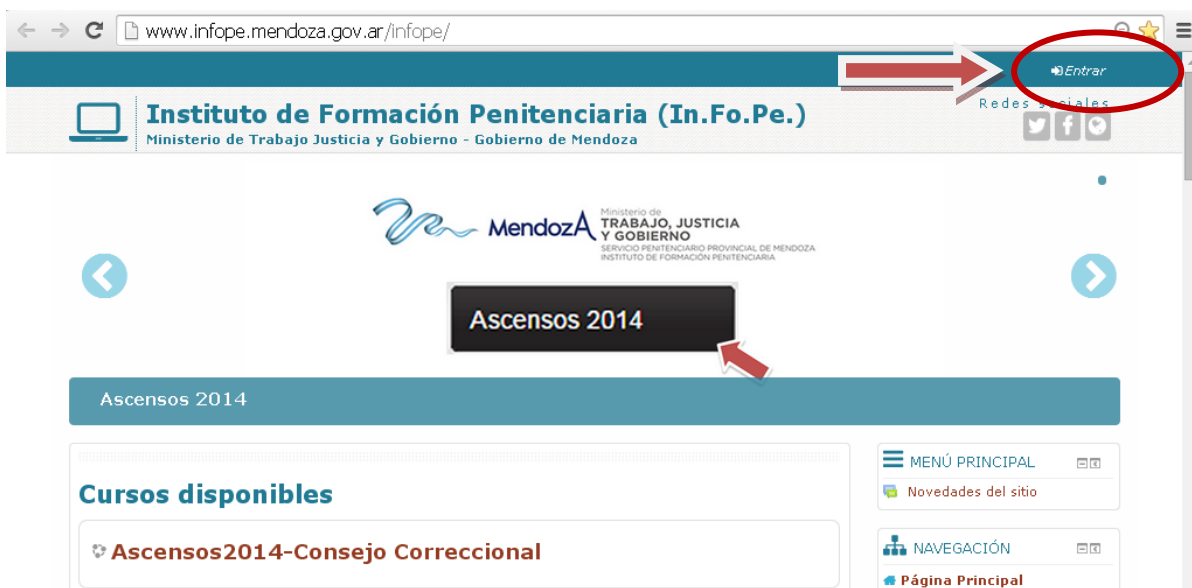 www.infope.mendoza.gov.ar/infope/
Entrar
Instituto de Formación Penitenciaria (In.Fo.Pe.)
Ministerio de Trabajo Justicia y Gobierno - Gobierno de Mendoza
Redes sociales
MendozA
Ministerio de
TRABAJO, JUSTICIA
Y GOBIERNO
SERVICIO PENITENCIARIO PROVINCIAL DE MENDOZA
INSTITUTO DE FORMACIÓN PENITENCIARIA
Ascensos 2014
Ascensos 2014
Cursos disponibles
Ascensos2014-Consejo Correccional
MENÚ PRINCIPAL
Novedades del sitio
NAVEGACIÓN
Página Principal